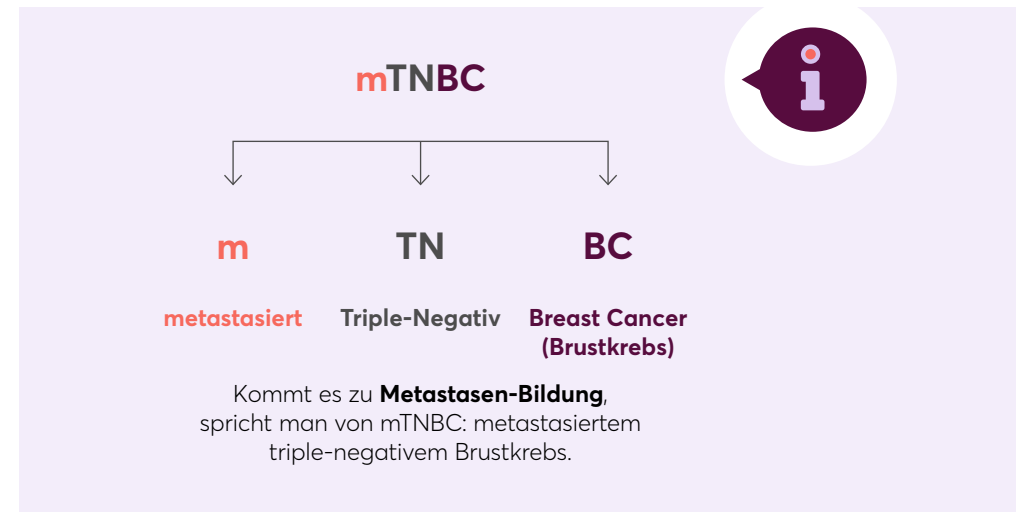 mTNBC
m TN BC
metastasiert Triple-Negativ Breast Cancer
(Brustkrebs)
Kommt es zu Metastasen-Bildung,
spricht man von mTNBC: metastasiertem
triple-negativem Brustkrebs.